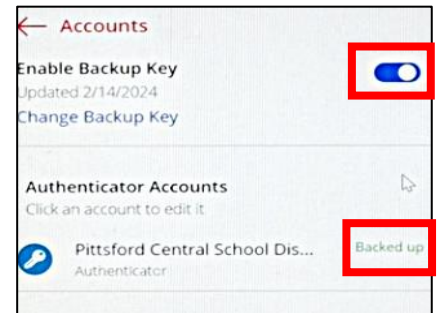 Accounts
Enable Backup Key
Updated 2/14/2024
Change Backup Key
Authenticator Accounts
Click an account to edit it
Pittsford Central School Dis...
Backed up
Authenticator